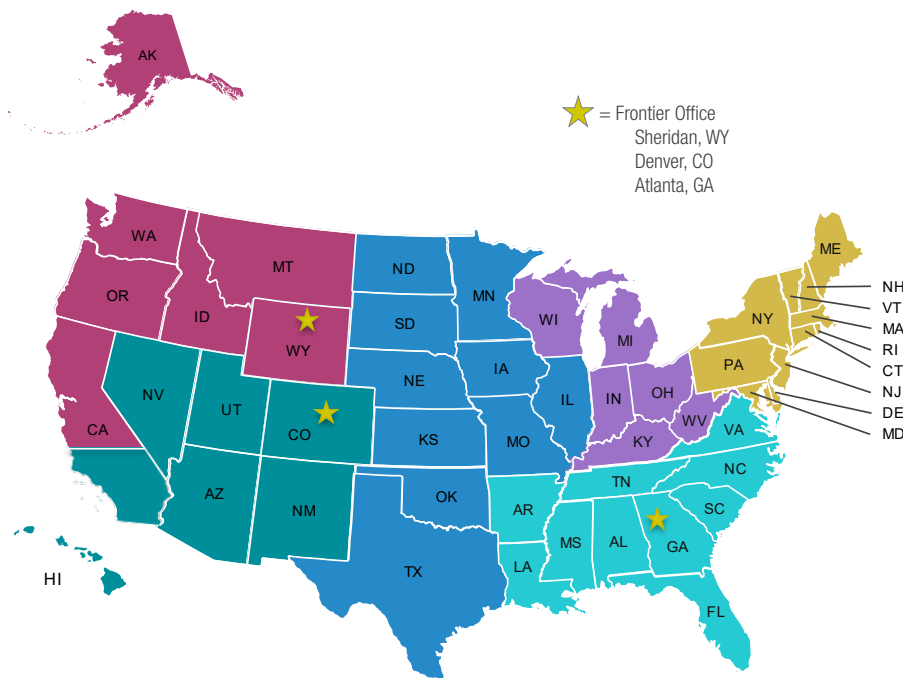 AK
= Frontier Office
Sheridan, WY
Denver, CO
Atlanta, GA
WA
MT
ND
MN
ME
OR
ID
SD
WI
MI
NY
NH
VT
MA
RI
CT
NJ
DE
MD
WY
IA
NE
PA
NV
UT
CO
IL
IN
OH
WV
VA
CA
KS
MO
KY
NC
AZ
NM
OK
AR
TN
SC
MS
AL
GA
LA
TX
HI
FL